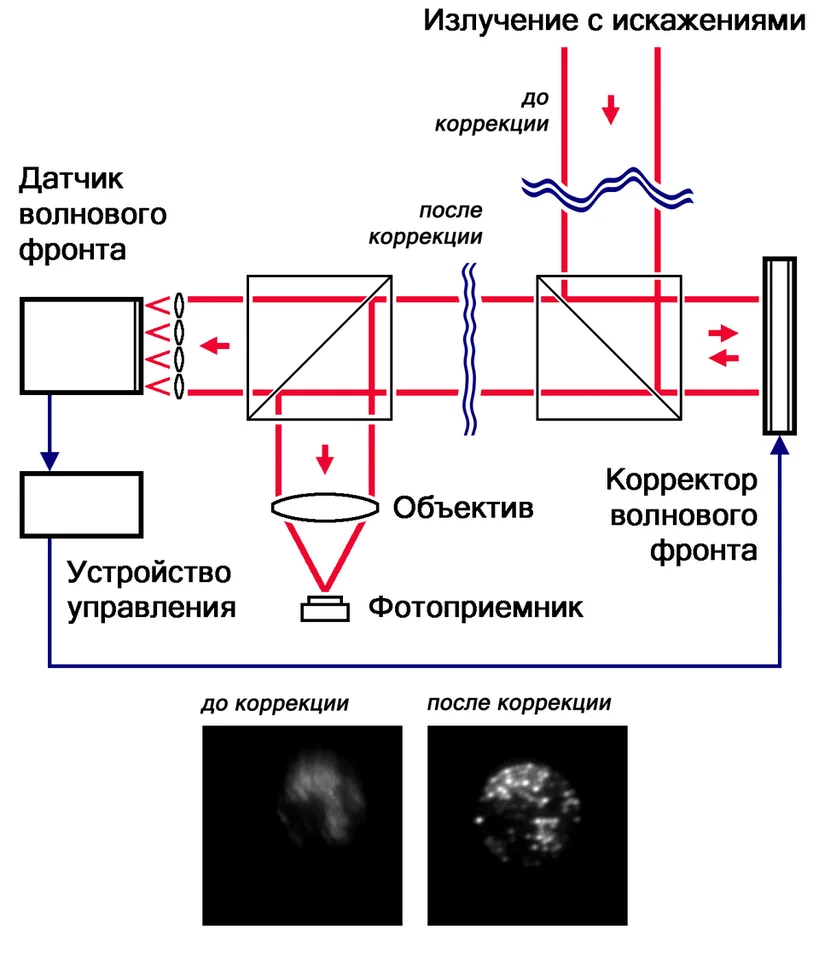 Излучение с искажениями
до
коррекции
Датчик
волнового
фронта
после
коррекции
Корректор
волнового
фронта
Объектив
Устройство
управления
Фотоприемник
до коррекции
после коррекции